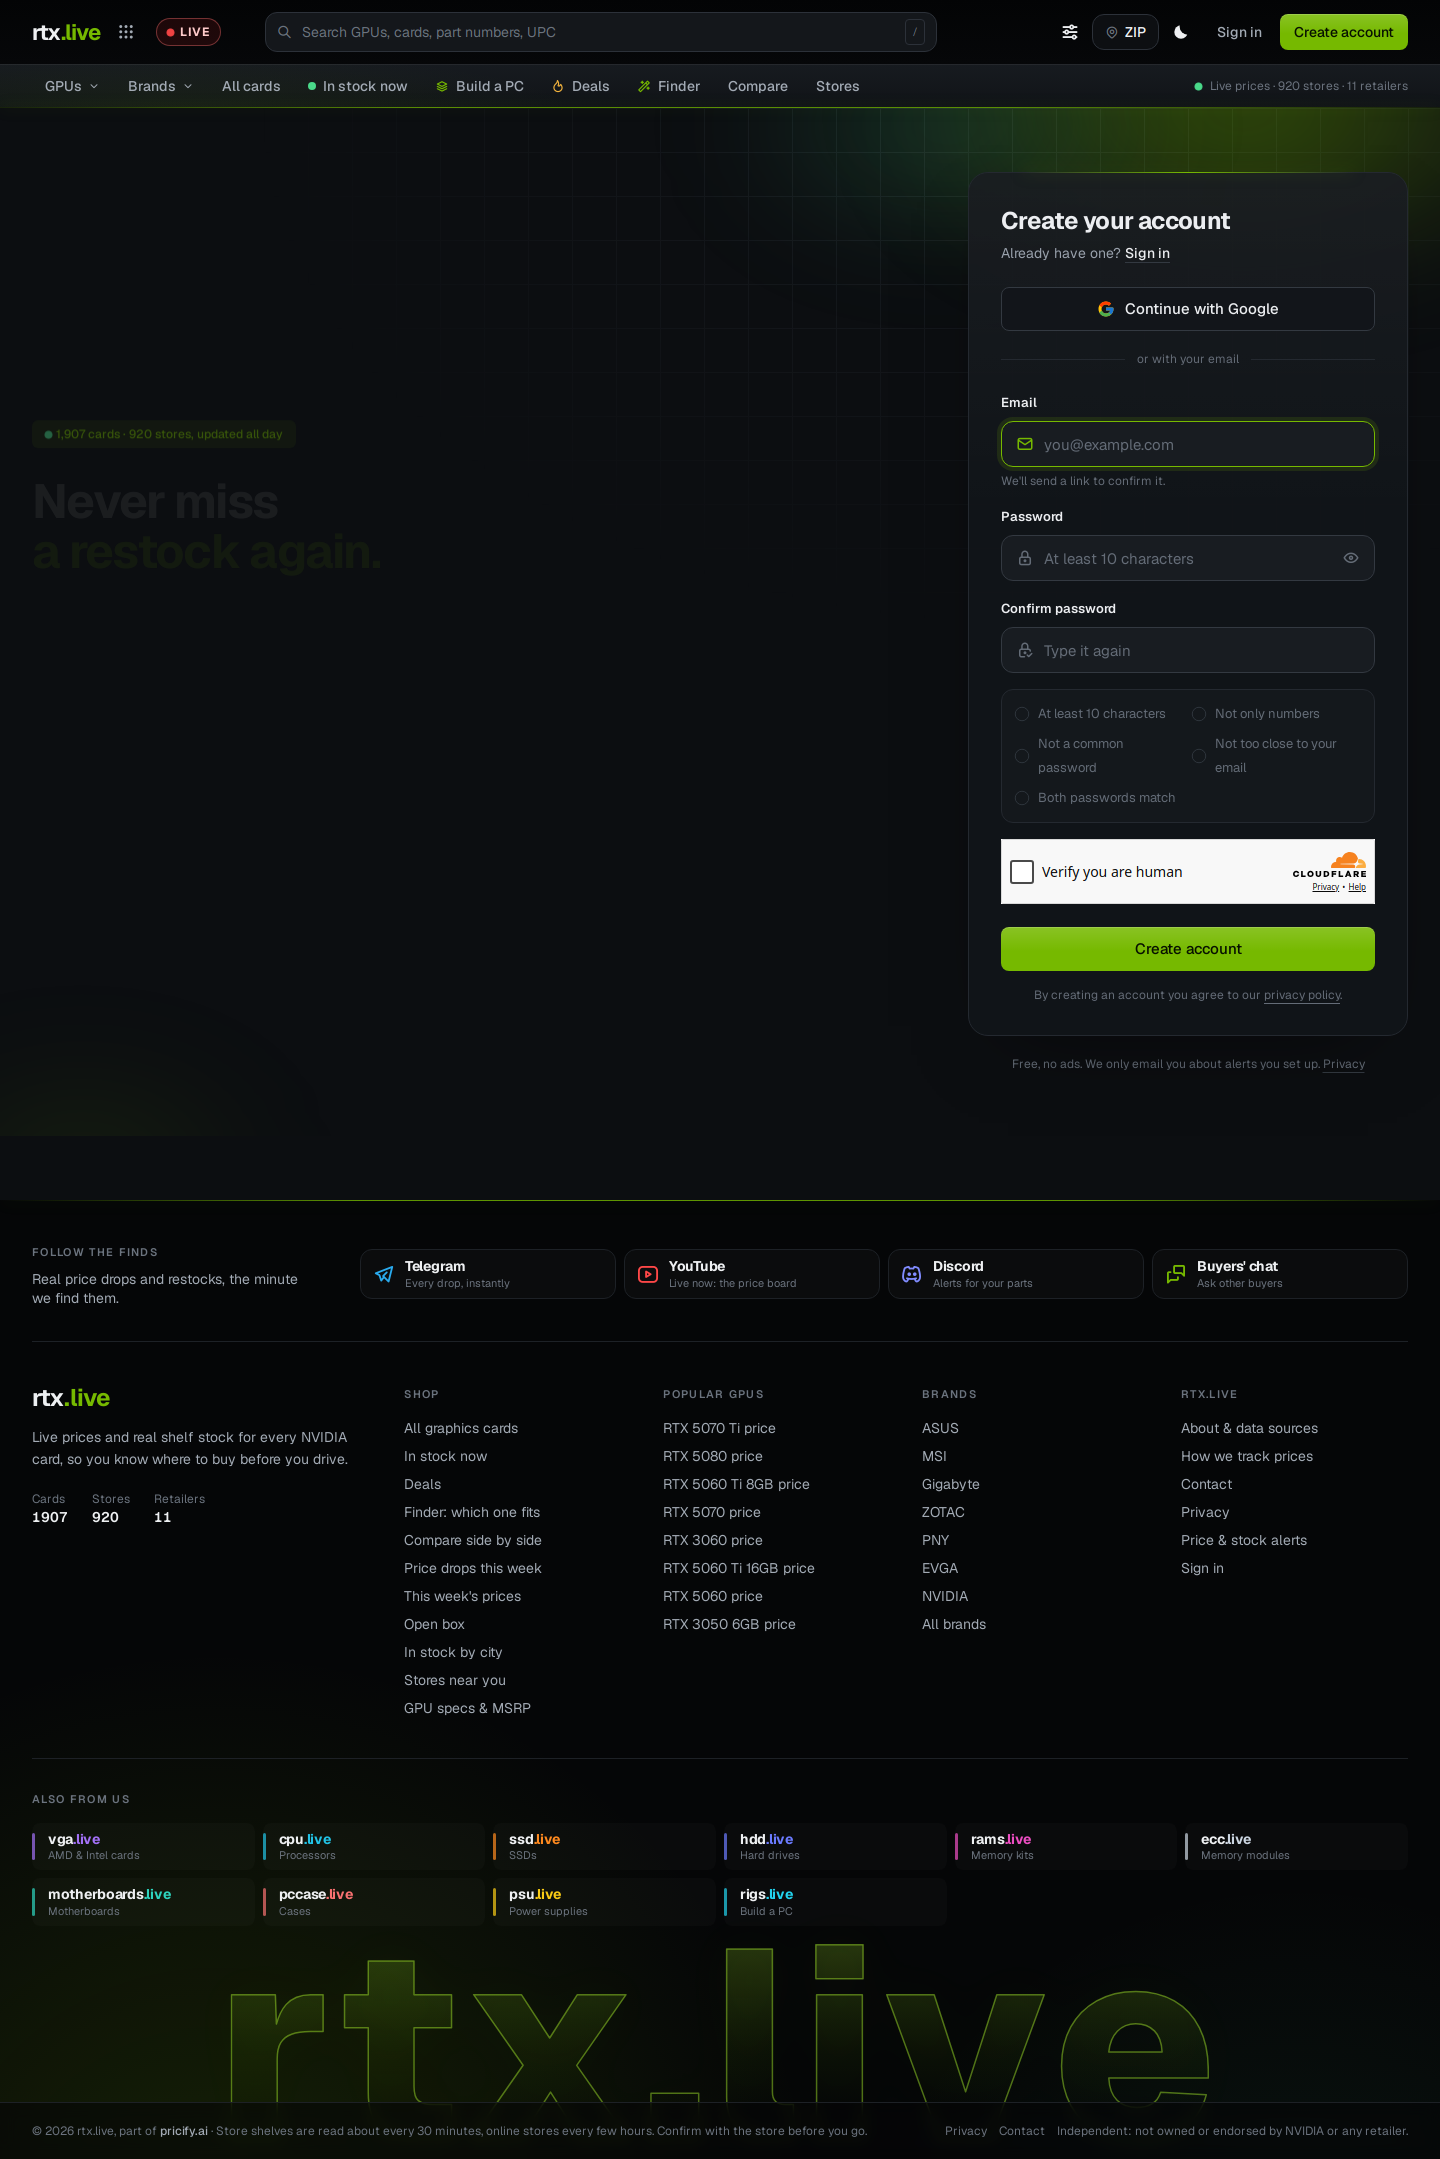 rtx.live
LIVE
Search GPUs, cards, part numbers, UPC
/
ZIP
Sign in
Create account
GPUs
Brands
All cards
In stock now
Build a PC
Deals
Finder
Compare
Stores
Live prices · 920 stores · 11 retailers
1,907 cards · 920 stores, updated all day
Never miss
a restock again.
Create your account
Already have one? Sign in
Continue with Google
or with your email
Email
you@example.com
We'll send a link to confirm it.
Password
At least 10 characters
Confirm password
Type it again
At least 10 characters
Not only numbers
Not a common
password
Not too close to your
email
Both passwords match
Verify you are human
CLOUDFLARE
Privacy • Help
Create account
By creating an account you agree to our privacy policy.
Free, no ads. We only email you about alerts you set up. Privacy
FOLLOW THE FINDS
Real price drops and restocks, the minute
we find them.
Telegram
Every drop, instantly
YouTube
Live now: the price board
Discord
Alerts for your parts
Buyers' chat
Ask other buyers
rtx.live
Live prices and real shelf stock for every NVIDIA
card, so you know where to buy before you drive.
Cards
1907
Stores
920
Retailers
11
SHOP
All graphics cards
In stock now
Deals
Finder: which one fits
Compare side by side
Price drops this week
This week's prices
Open box
In stock by city
Stores near you
GPU specs & MSRP
POPULAR GPUS
RTX 5070 Ti price
RTX 5080 price
RTX 5060 Ti 8GB price
RTX 5070 price
RTX 3060 price
RTX 5060 Ti 16GB price
RTX 5060 price
RTX 3050 6GB price
BRANDS
ASUS
MSI
Gigabyte
ZOTAC
PNY
EVGA
NVIDIA
All brands
RTX.LIVE
About & data sources
How we track prices
Contact
Privacy
Price & stock alerts
Sign in
ALSO FROM US
vga.live
AMD & Intel cards
cpu.live
Processors
ssd.live
SSDs
hdd.live
Hard drives
rams.live
Memory kits
ecc.live
Memory modules
motherboards.live
Motherboards
pccase.live
Cases
psu.live
Power supplies
rigs.live
Build a PC
rtx.live
© 2026 rtx.live, part of pricify.ai · Store shelves are read about every 30 minutes, online stores every few hours. Confirm with the store before you go.
Privacy
Contact
Independent: not owned or endorsed by NVIDIA or any retailer.